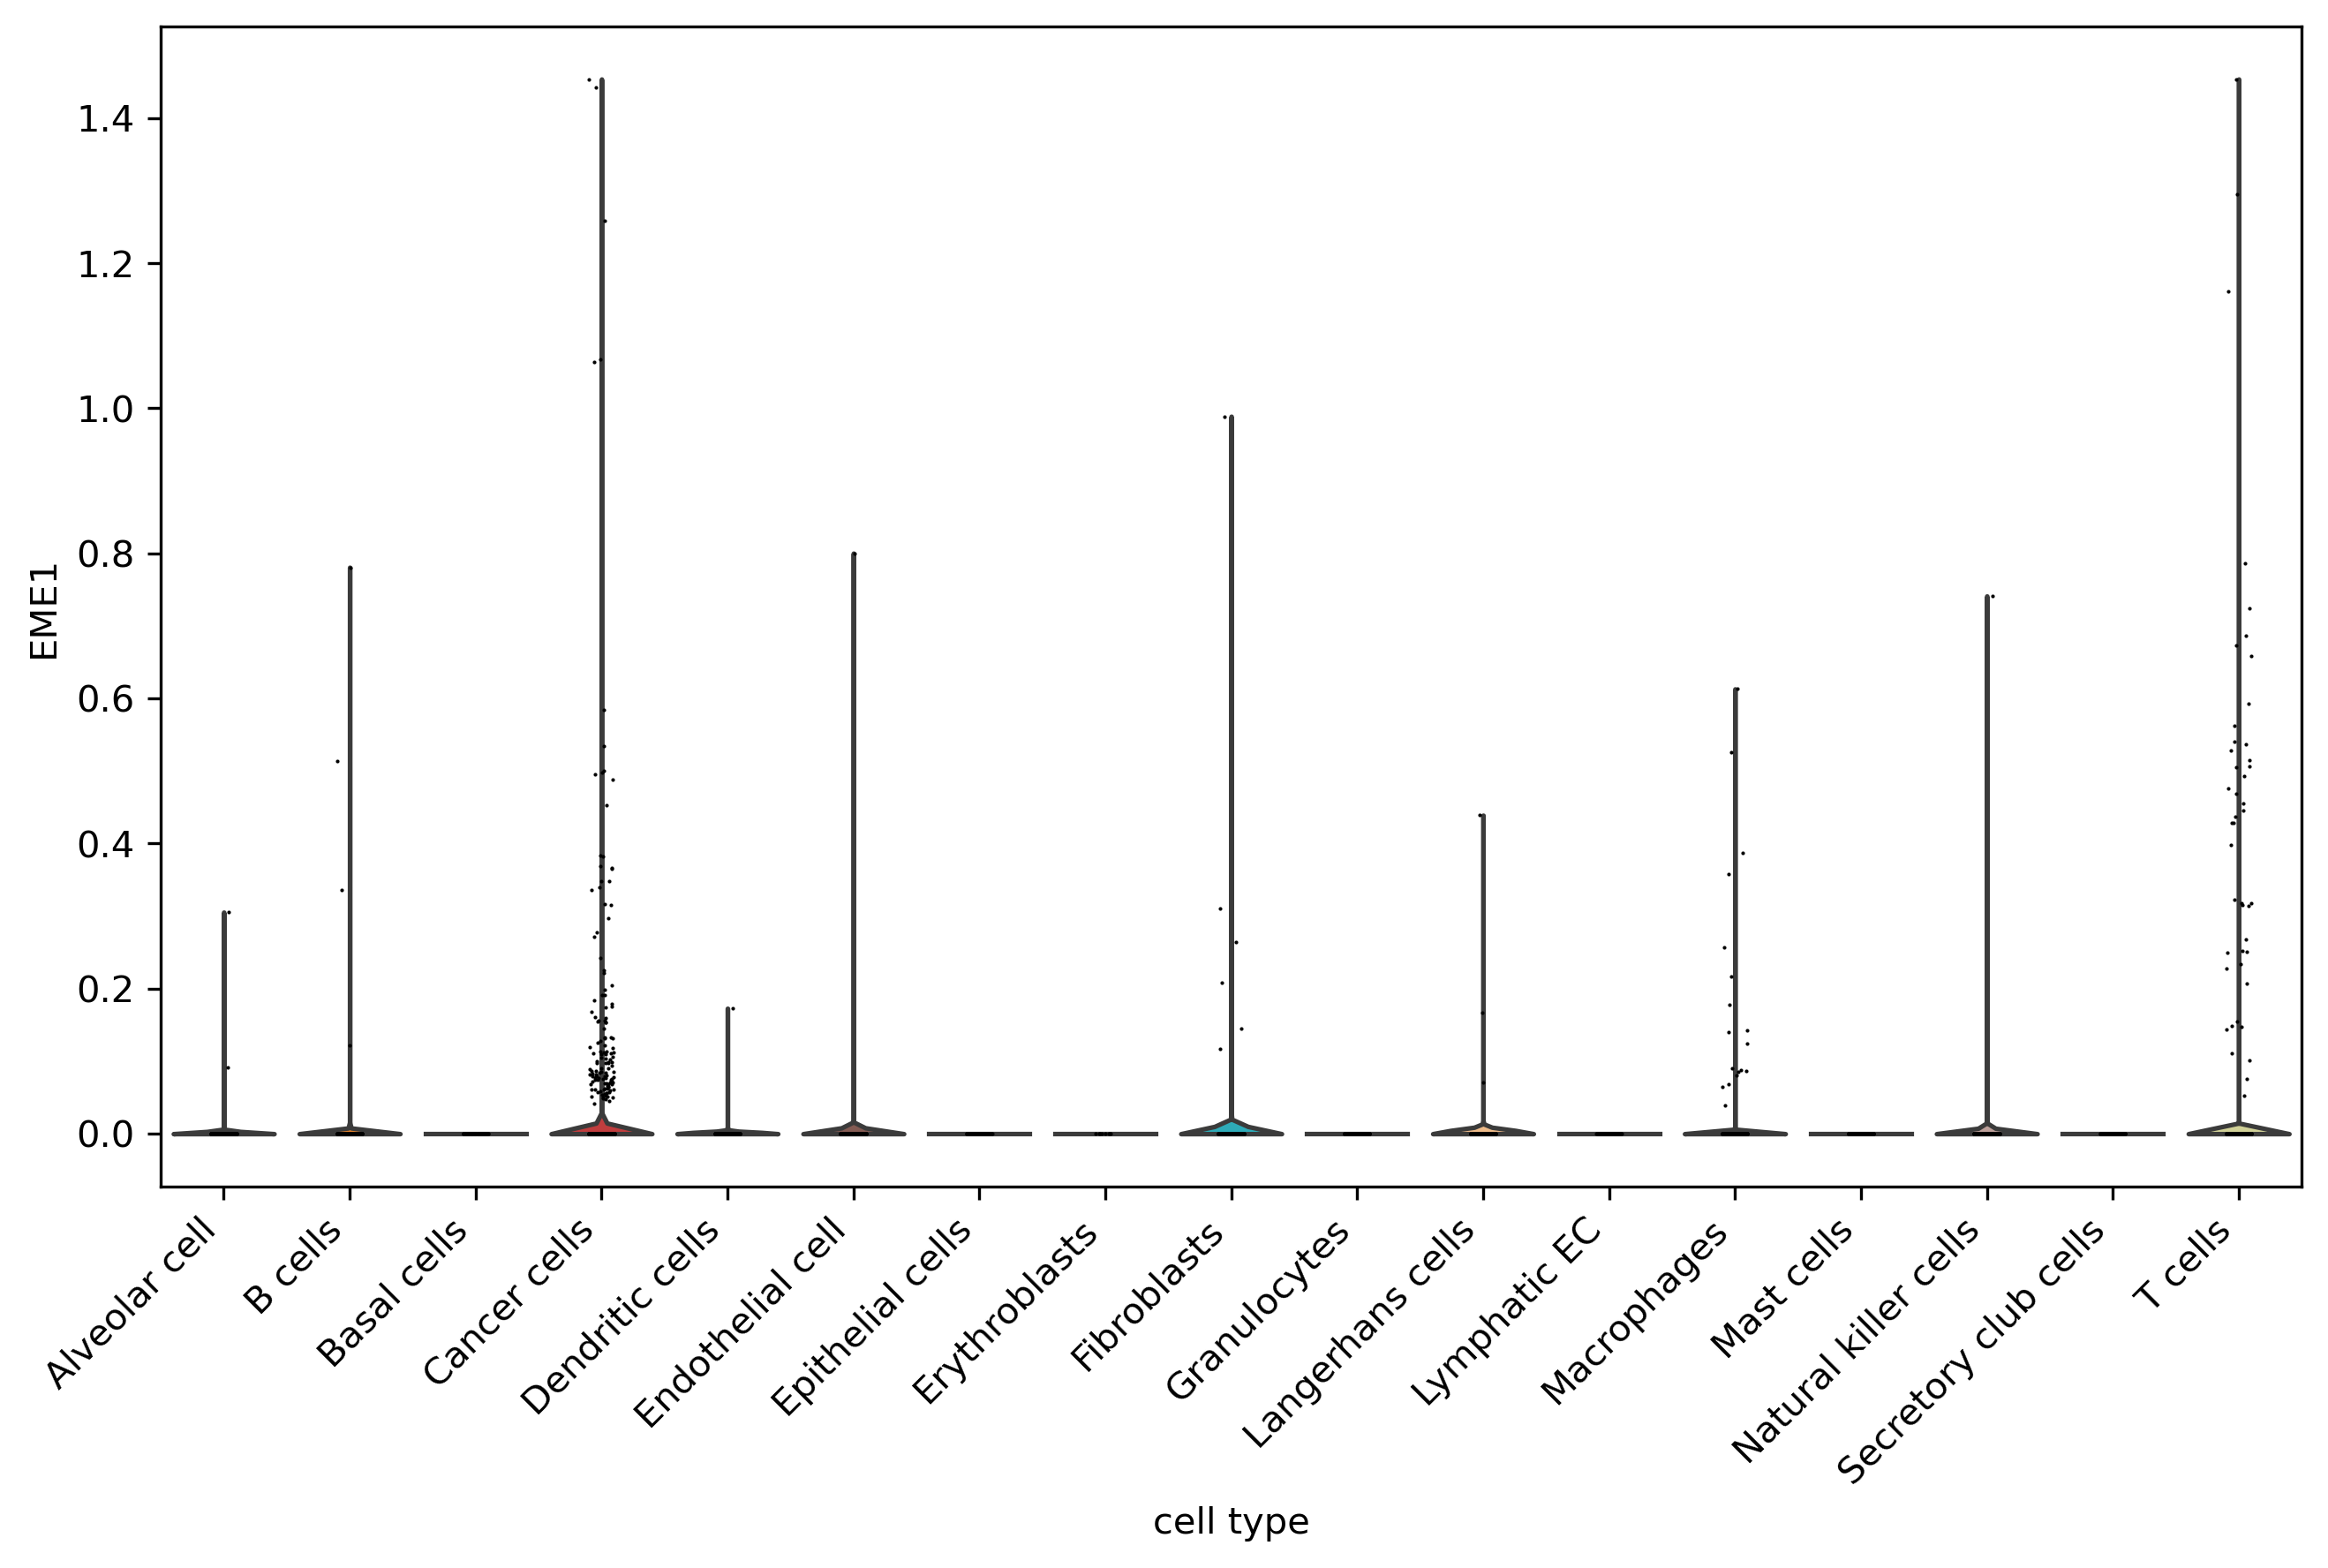 EME1
1.4
1.2
1.0
0.8
0.6
0.4
0.2
0.0
Alveolar cell
B cells
Basal cells
Cancer cells
Dendritic cells
Endothelial cell
Epithelial cells
Erythroblasts
Fibroblasts
Granulocytes
Langerhans cells
Lymphatic EC
Macrophages
Mast cells
Natural killer cells
Secretory club cells
T cells
cell type